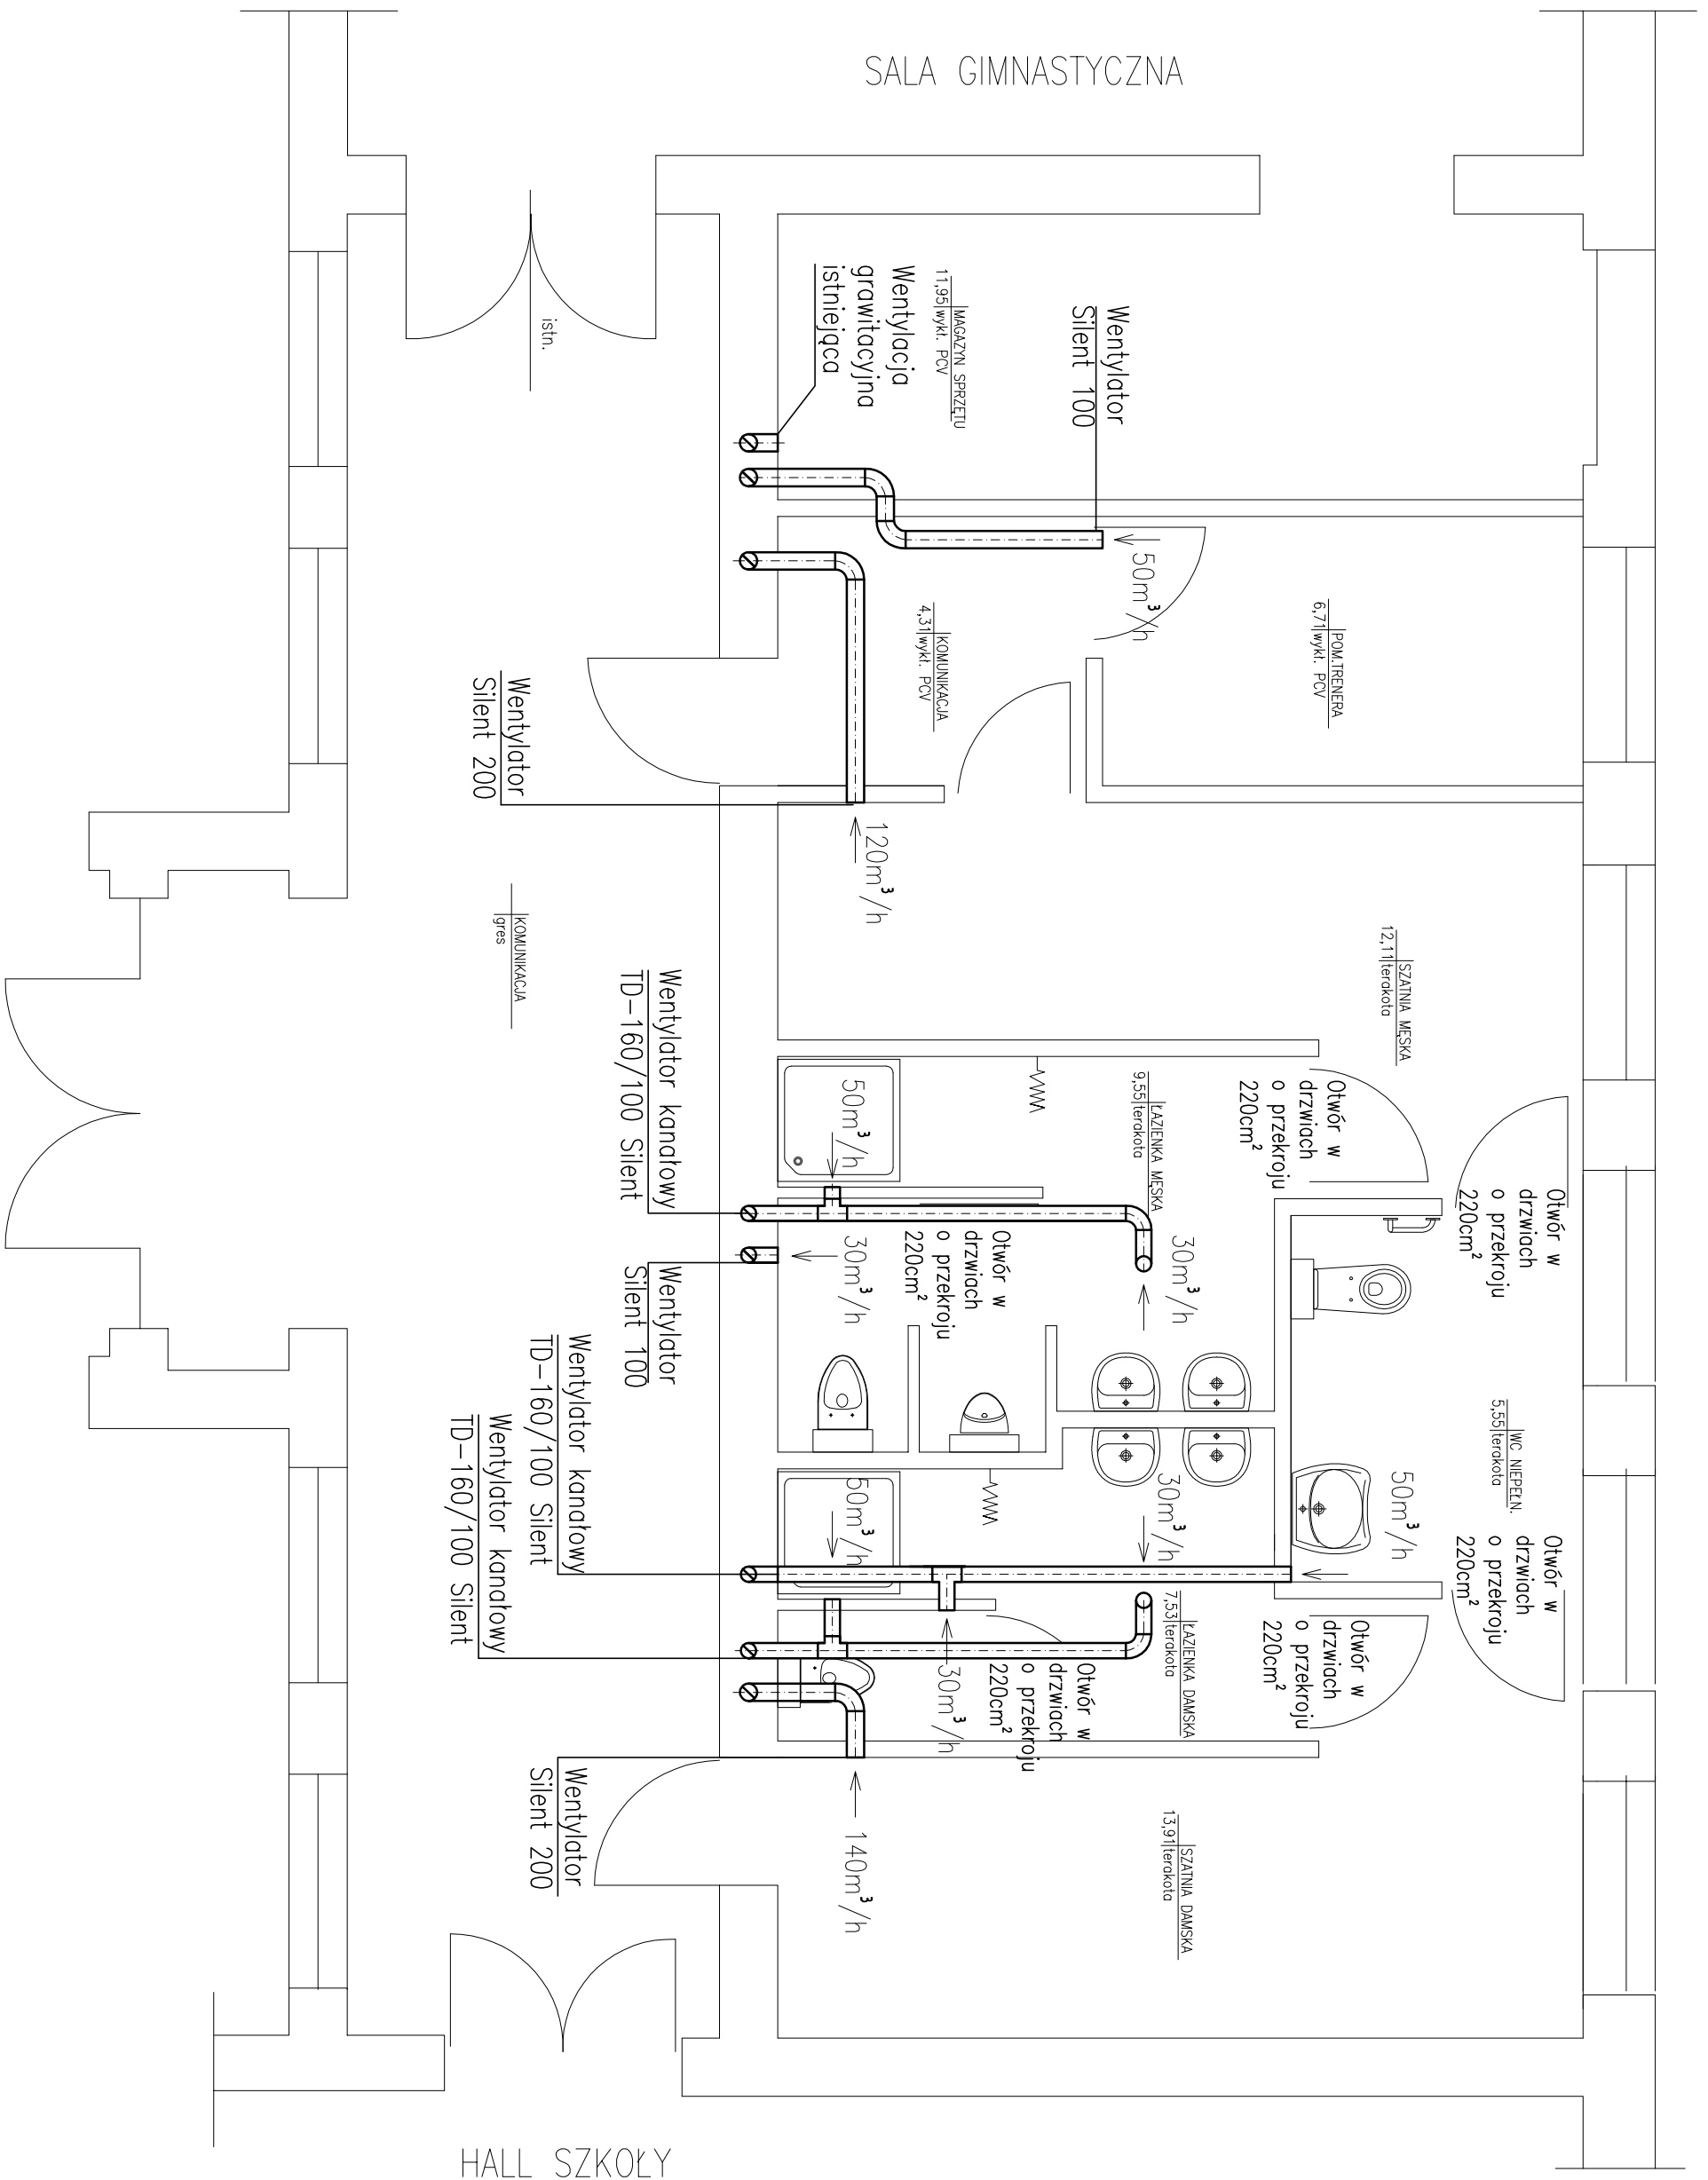 SALA GIMNASTYCZNA
istn.
Wentylacja
grawitacyjna
istniejąca
MAGAZYN SPRZĘTU
11,95 wykł. PCV
Wentylator
Silent 100
50m³/h
POM.TRENERA
6,71 wykł. PCV
KOMUNIKACJA
4,31 wykł. PCV
Wentylator
Silent 200
120m³/h
KOMUNIKACJA
gres
SZATNIA MĘSKA
12,11 terakota
Wentylator kanałowy
TD-160/100 Silent
50m³/h
ŁAZIENKA MĘSKA
9,55 terakota
Otwór w
drzwiach
o przekroju
220cm²
Otwór w
drzwiach
o przekroju
220cm²
Wentylator
Silent 100
30m³/h
Otwór w
drzwiach
o przekroju
220cm²
30m³/h
Wentylator kanałowy
TD-160/100 Silent
Wentylator kanałowy
TD-160/100 Silent
50m³/h
30m³/h
50m³/h
WC NIEPEŁN.
5,55 terakota
Otwór w
drzwiach
o przekroju
220cm²
Otwór w
drzwiach
o przekroju
220cm²
ŁAZIENKA DAMSKA
7,53 terakota
Otwór w
drzwiach
o przekroju
220cm²
30m³/h
Wentylator
Silent 200
140m³/h
SZATNIA DAMSKA
13,91 terakota
HALL SZKOŁY